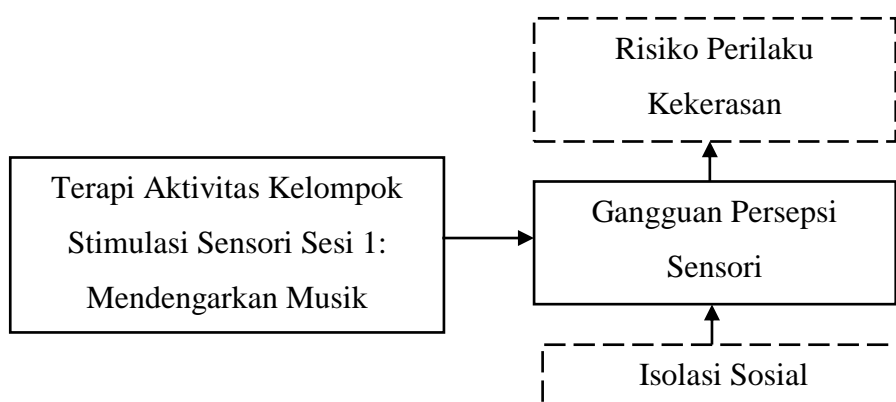 Risiko Perilaku
Kekerasan
Terapi Aktivitas Kelompok
Stimulasi Sensori Sesi 1:
Mendengarkan Musik
Gangguan Persepsi
Sensori
Isolasi Sosial